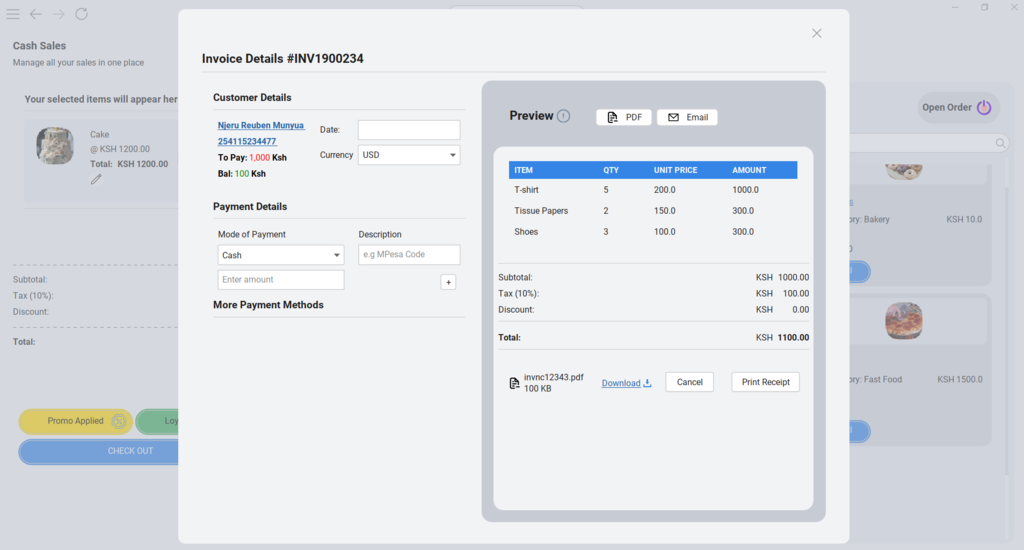 Cash Sales
Manage all your sales in one place
Your selected items will appear her
Cake
@ KSH 1200.00
Total: KSH 1200.00
Subtotal:
Tax (10%):
Discount:
Total:
Promo Applied
Loy
CHECK OUT
Invoice Details #INV1900234
Customer Details
Njeru Reuben Munyua
254115234477
To Pay: 1,000 Ksh
Bal: 100 Ksh
Date:
Currency USD
Payment Details
Mode of Payment Description
Cash e.g MPesa Code
Enter amount +
More Payment Methods
Preview ! PDF Email
ITEM QTY UNIT PRICE AMOUNT
T-shirt 5 200.0 1000.0
Tissue Papers 2 150.0 300.0
Shoes 3 100.0 300.0
Subtotal: KSH 1000.00
Tax (10%): KSH 100.00
Discount: KSH 0.00
Total: KSH 1100.00
invnc12343.pdf
100 KB
Download Cancel Print Receipt
Open Order
ory: Bakery KSH 10.0
ory: Fast Food KSH 1500.0